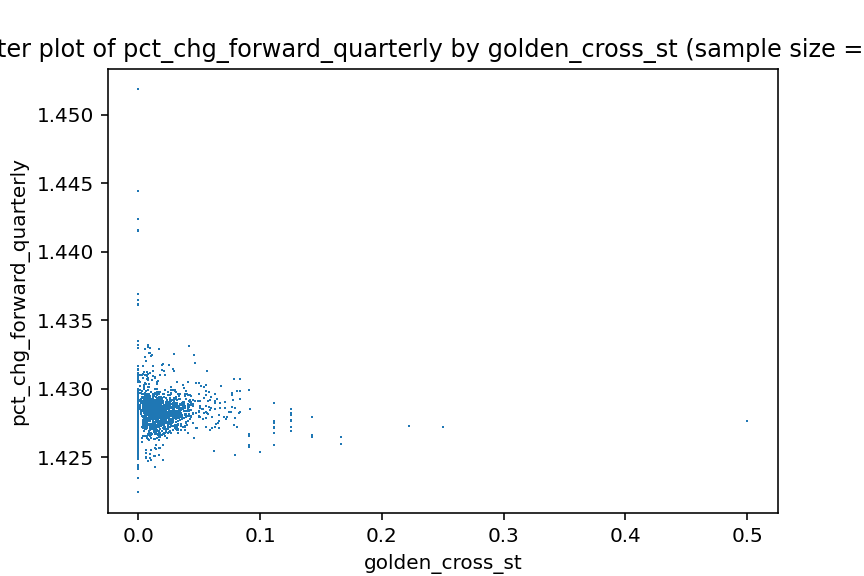 ter plot of pct_chg_forward_quarterly by golden_cross_st (sample size =
1.450
1.445
1.440
1.435
1.430
1.425
pct_chg_forward_quarterly
0.0 0.1 0.2 0.3 0.4 0.5
golden_cross_st